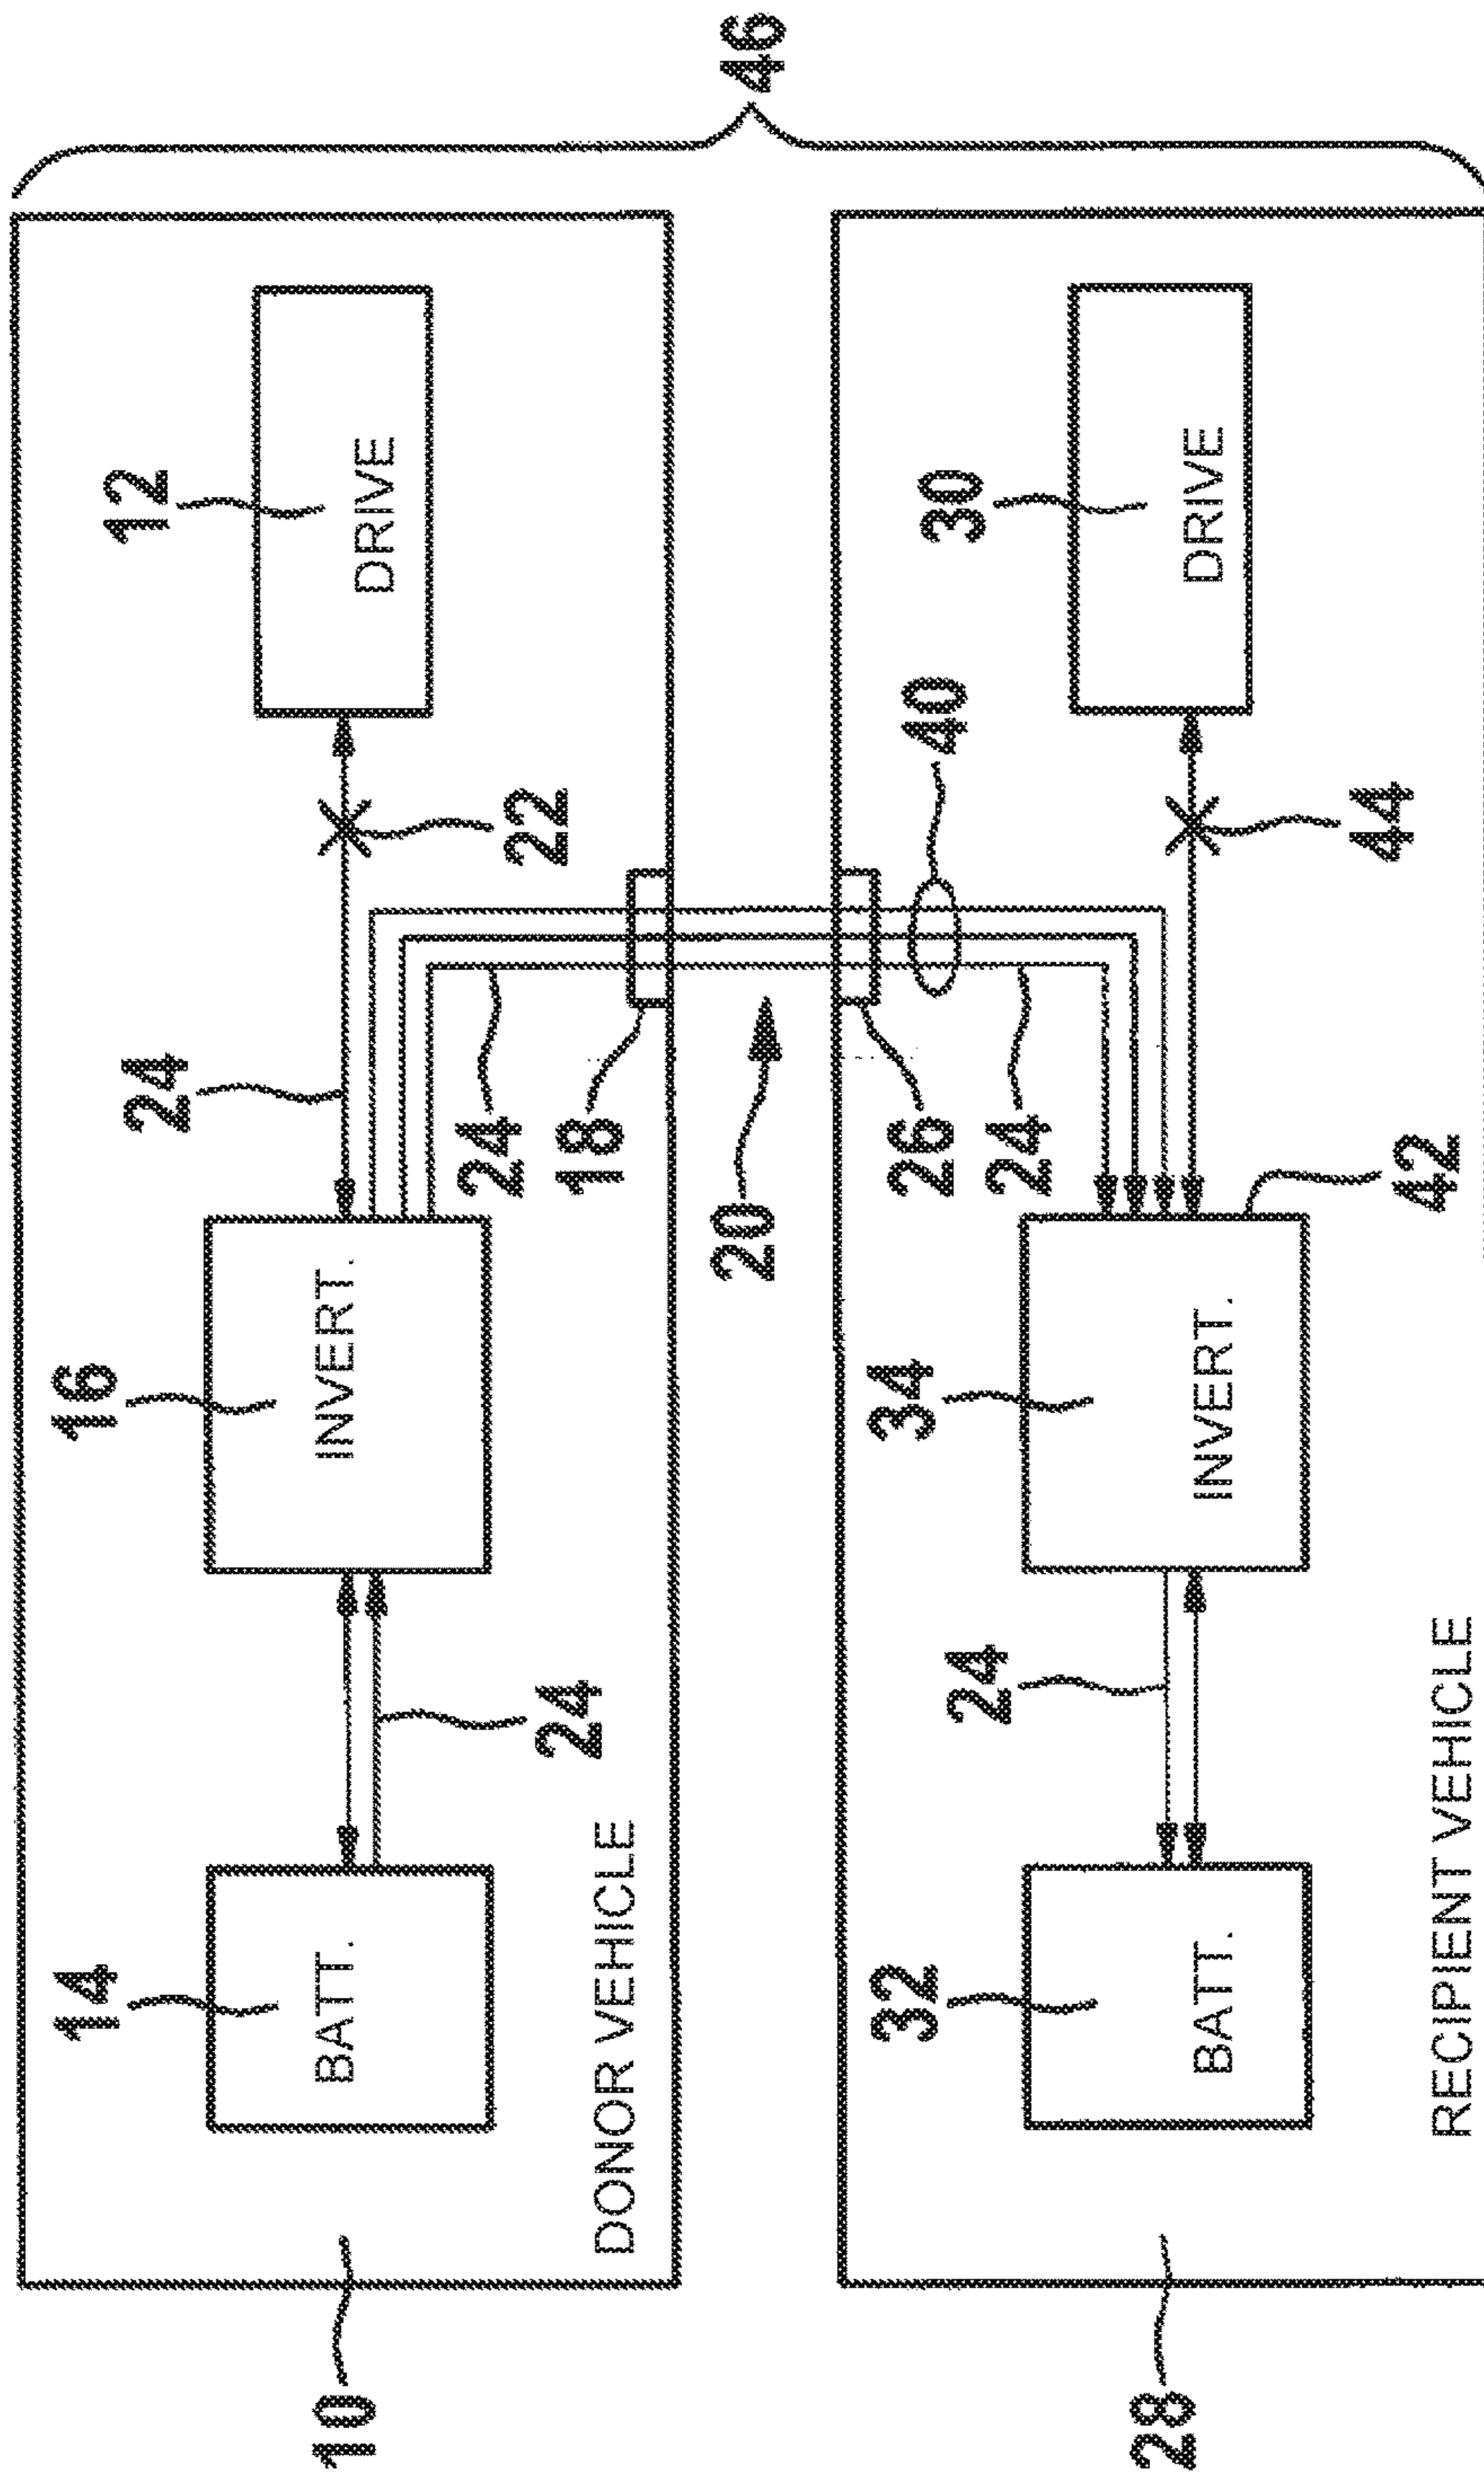 14
16
12
24
10
BATT.
INVERT.
DRIVE
24
22
24
18
DONOR VEHICLE
20
46
32
34
26
40
30
24
24
28
BATT.
INVERT.
DRIVE
44
42
RECIPIENT VEHICLE